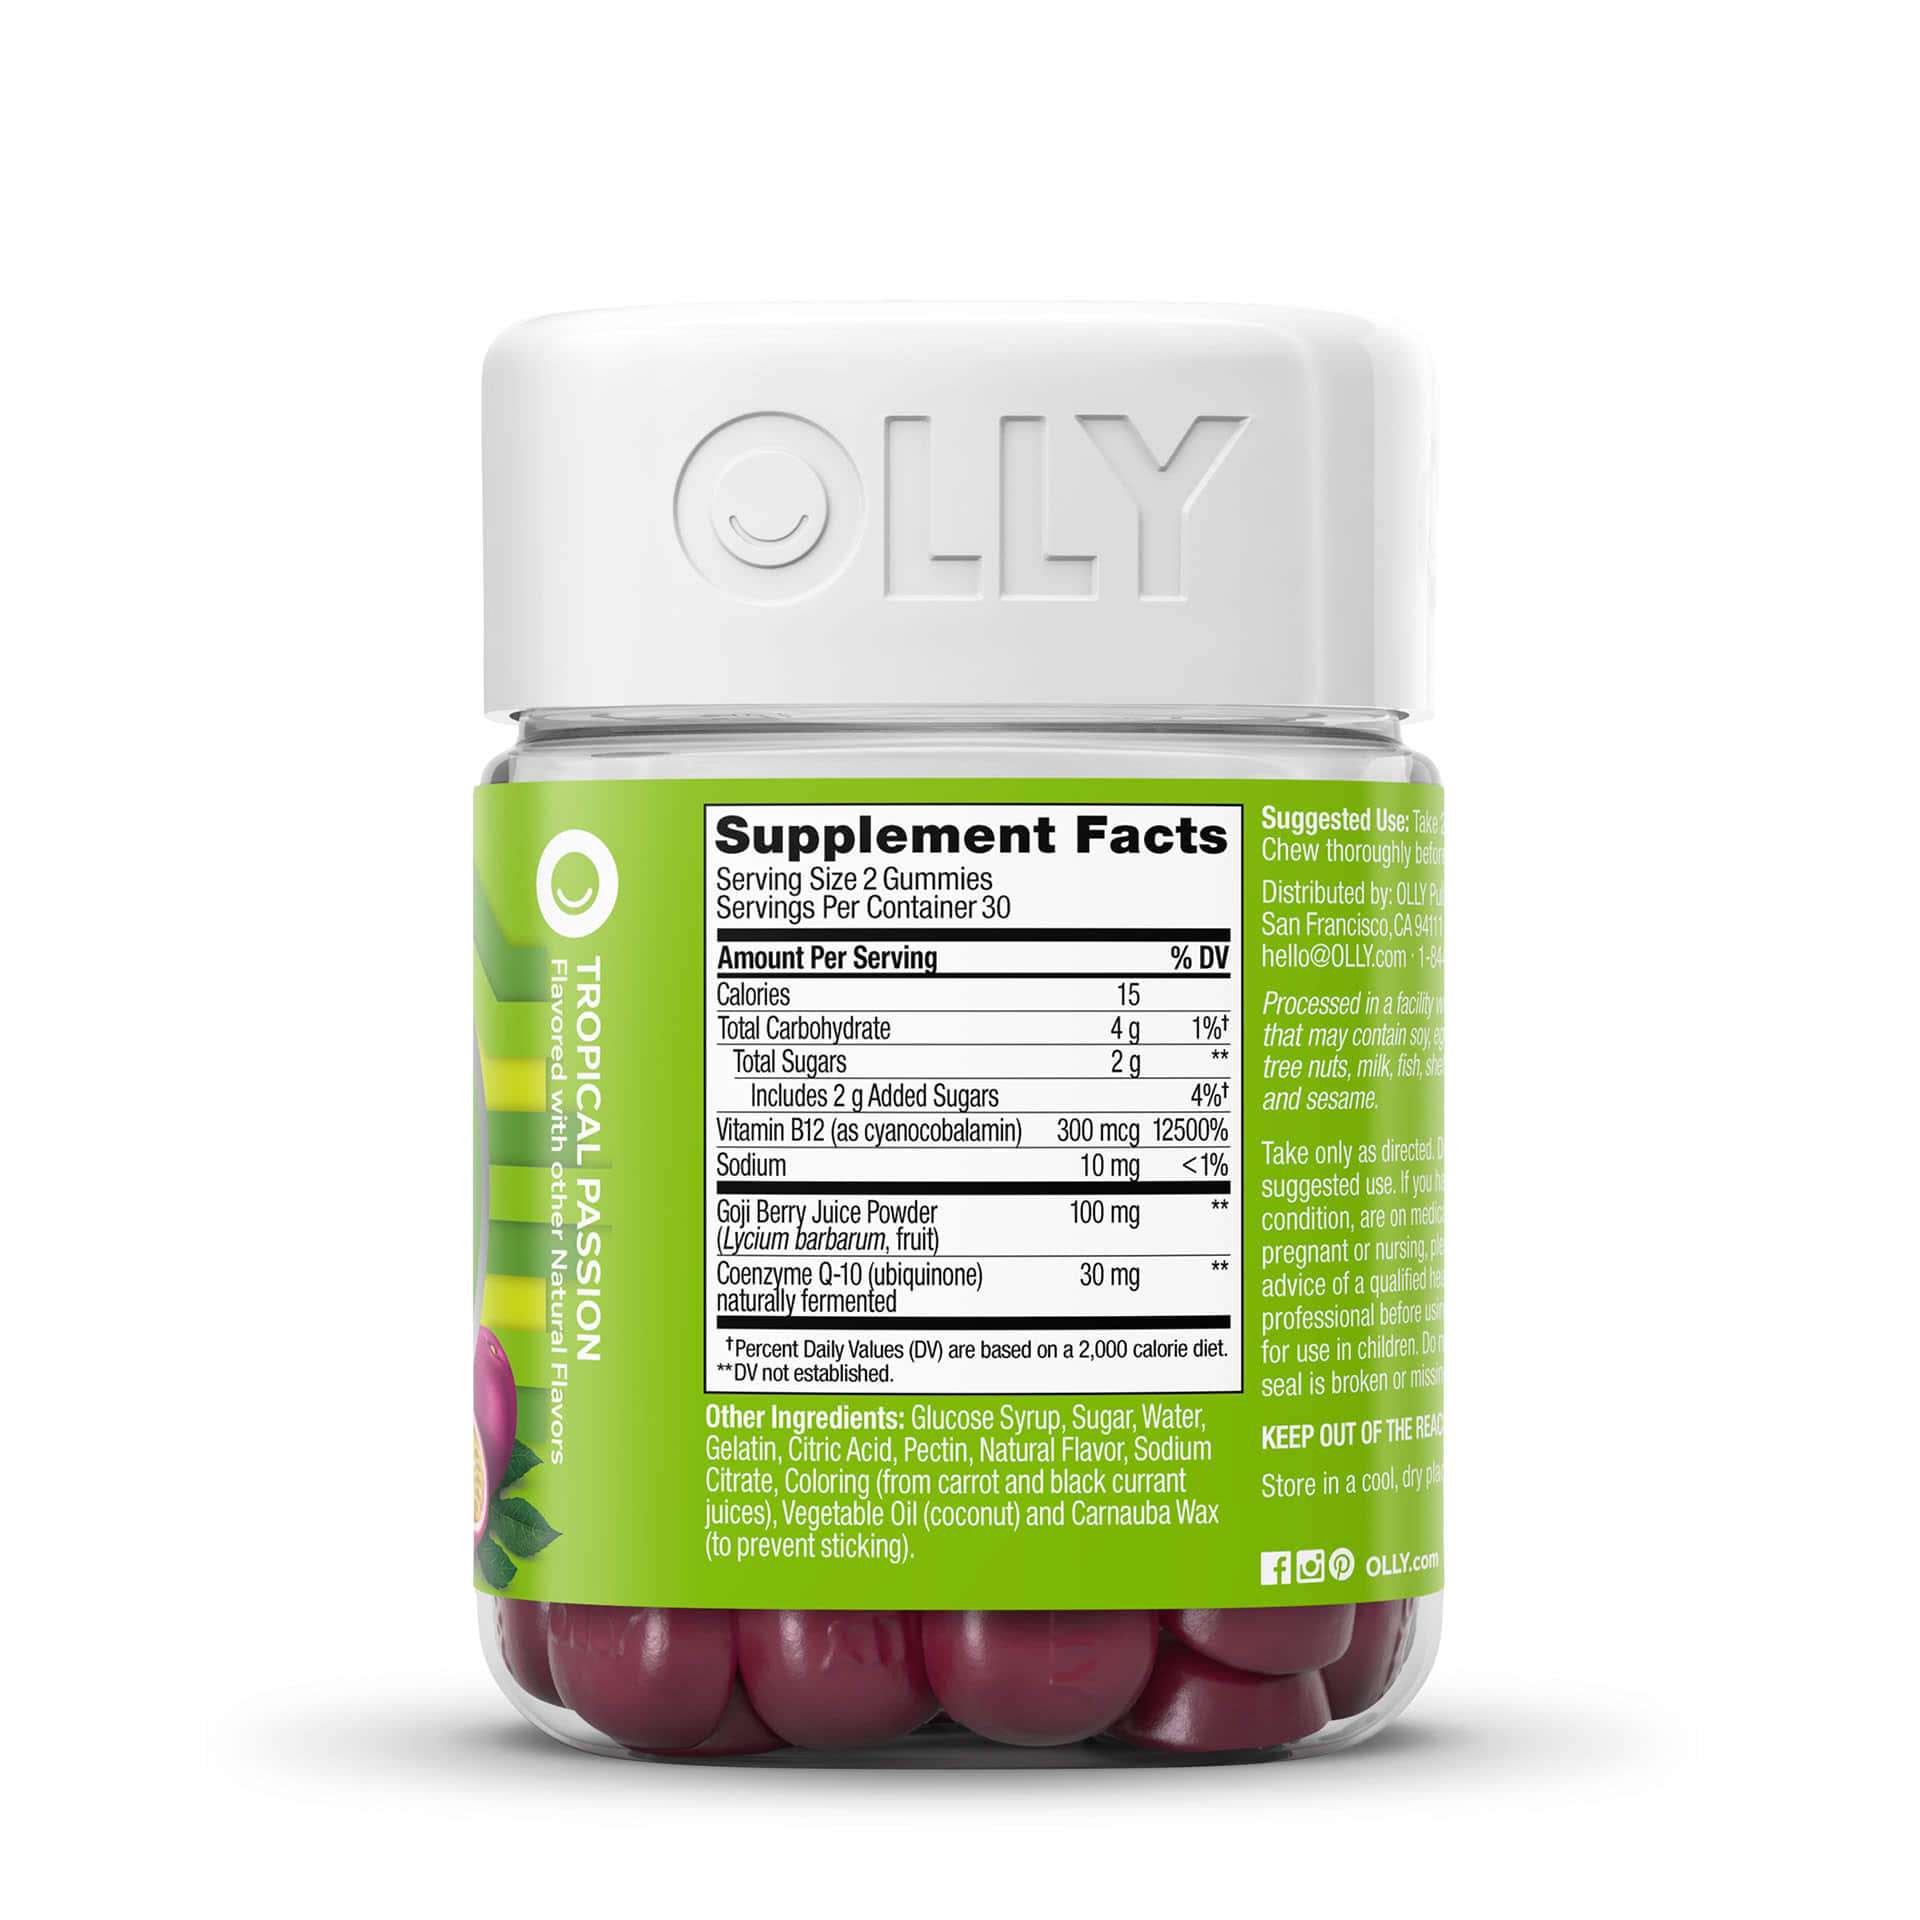 OLLY
TROPICAL PASSION
Flavored with other Natural Flavors
Supplement Facts
Serving Size 2 Gummies
Servings Per Container 30
Amount Per Serving % DV
Calories 15
Total Carbohydrate 4 g 1%†
Total Sugars 2 g **
Includes 2 g Added Sugars 4%†
Vitamin B12 (as cyanocobalamin) 300 mcg 12500%
Sodium 10 mg <1%
Goji Berry Juice Powder 100 mg **
(Lycium barbarum, fruit)
Coenzyme Q-10 (ubiquinone) 30 mg **
naturally fermented
†Percent Daily Values (DV) are based on a 2,000 calorie diet.
**DV not established.
Other Ingredients: Glucose Syrup, Sugar, Water,
Gelatin, Citric Acid, Pectin, Natural Flavor, Sodium
Citrate, Coloring (from carrot and black currant
juices), Vegetable Oil (coconut) and Carnauba Wax
(to prevent sticking).
Suggested Use: Take
Chew thoroughly
Distributed by: OLLY
San Francisco, CA 94111
hello@OLLY.com · 1-84
Processed in a facility
that may contain soy,
tree nuts, milk, fish,
and sesame.
Take only as directed.
suggested use. If you
condition, are on
pregnant or nursing,
advice of a qualified
professional before
for use in children. Do
seal is broken or
KEEP OUT OF THE
Store in a cool, dry
OLLY.com